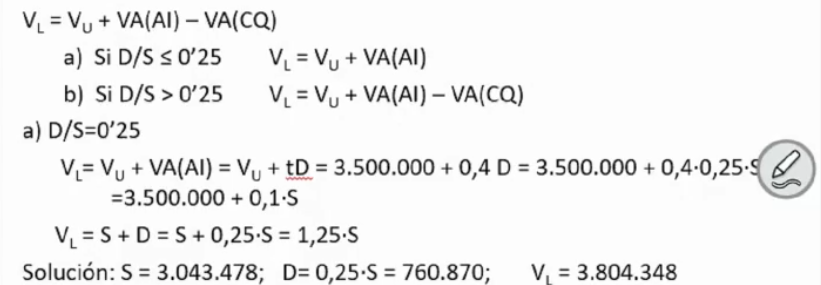 V_L = V_U + VA(AI) – VA(CQ)
a) Si D/S ≤ 0’25 V_L = V_U + VA(AI)
b) Si D/S > 0’25 V_L = V_U + VA(AI) – VA(CQ)
a) D/S=0’25
V_L= V_U + VA(AI) = V_U + tD = 3.500.000 + 0,4 D = 3.500.000 + 0,4·0,25·S
=3.500.000 + 0,1·S
V_L = S + D = S + 0,25·S = 1,25·S
Solución: S = 3.043.478; D= 0,25·S = 760.870; V_L = 3.804.348